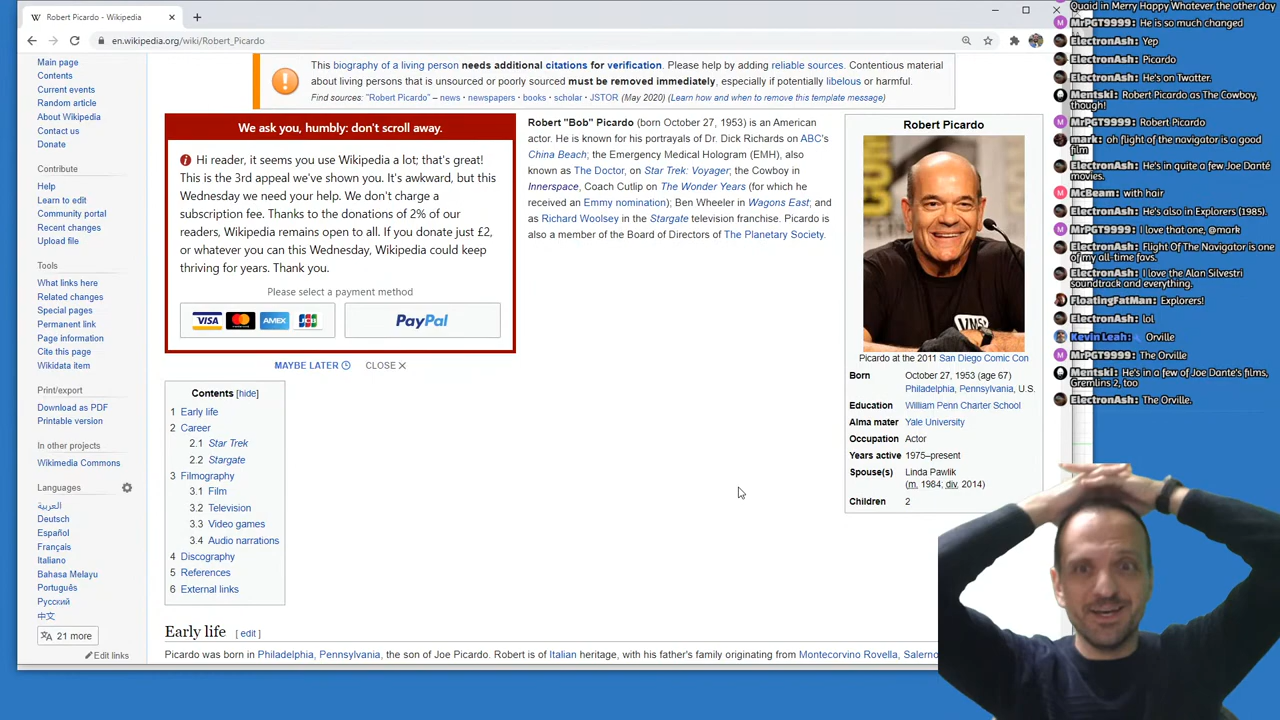 Robert Picardo - Wikipedia
en.wikipedia.org/wiki/Robert_Picardo
Main page
Contents
Current events
Random article
About Wikipedia
Contact us
Donate
Contribute
Help
Learn to edit
Community portal
Recent changes
Upload file
Tools
What links here
Related changes
Special pages
Permanent link
Page information
Cite this page
Wikidata item
Print/export
Download as PDF
Printable version
In other projects
Wikimedia Commons
Languages
العربية
Deutsch
Español
Français
Italiano
Bahasa Melayu
Português
Русский
中文
21 more
Edit links
This biography of a living person needs additional citations for verification. Please help by adding reliable sources. Contentious material
about living persons that is unsourced or poorly sourced must be removed immediately, especially if potentially libelous or harmful.
Find sources: "Robert Picardo" – news · newspapers · books · scholar · JSTOR (May 2020) (Learn how and when to remove this template message)
We ask you, humbly: don't scroll away.
Hi reader, it seems you use Wikipedia a lot; that's great!
This is the 3rd appeal we've shown you. It's awkward, but this
Wednesday we need your help. We don't charge a
subscription fee. Thanks to the donations of 2% of our
readers, Wikipedia remains open to all. If you donate just £2,
or whatever you can this Wednesday, Wikipedia could keep
thriving for years. Thank you.
Please select a payment method
VISA AMEX JCB
PayPal
MAYBE LATER
CLOSE
Contents [hide]
1 Early life
2 Career
2.1 Star Trek
2.2 Stargate
3 Filmography
3.1 Film
3.2 Television
3.3 Video games
3.4 Audio narrations
4 Discography
5 References
6 External links
Robert "Bob" Picardo (born October 27, 1953) is an American
actor. He is known for his portrayals of Dr. Dick Richards on ABC's
China Beach; the Emergency Medical Hologram (EMH), also
known as The Doctor, on Star Trek: Voyager; the Cowboy in
Innerspace, Coach Cutlip on The Wonder Years (for which he
received an Emmy nomination); Ben Wheeler in Wagons East; and
as Richard Woolsey in the Stargate television franchise. Picardo is
also a member of the Board of Directors of The Planetary Society.
Robert Picardo
Picardo at the 2011 San Diego Comic Con
Born October 27, 1953 (age 67)
Philadelphia, Pennsylvania, U.S.
Education William Penn Charter School
Alma mater Yale University
Occupation Actor
Years active 1975–present
Spouse(s) Linda Pawlik
(m. 1984; div. 2014)
Children 2
Early life [ edit ]
Picardo was born in Philadelphia, Pennsylvania, the son of Joe Picardo. Robert is of Italian heritage, with his father's family originating from Montecorvino Rovella, Salerno
Quaid in Merry Happy Whatever the other day
MrPGT9999: He is so much changed
ElectronAsh: Yep
ElectronAsh: Picardo
ElectronAsh: He's on Twatter.
Mentski: Robert Picardo as The Cowboy,
though!
MrPGT9999: Robert Picardo
mark: oh flight of the navigator is a good
film
ElectronAsh: He's in quite a few Joe Danté
movies.
McBeam: with hair
ElectronAsh: He's also in Explorers (1985).
MrPGT9999: I love that one, @mark
ElectronAsh: Flight Of The Navigator is one
of my all-time favs.
ElectronAsh: I love the Alan Silvestri
soundtrack and everything.
FloatingFatMan: Explorers!
ElectronAsh: lol
Kevin Leah: Orville
MrPGT9999: The Orville
Mentski: He's in a few of Joe Dante's films,
Gremlins 2, too
ElectronAsh: The Orville.